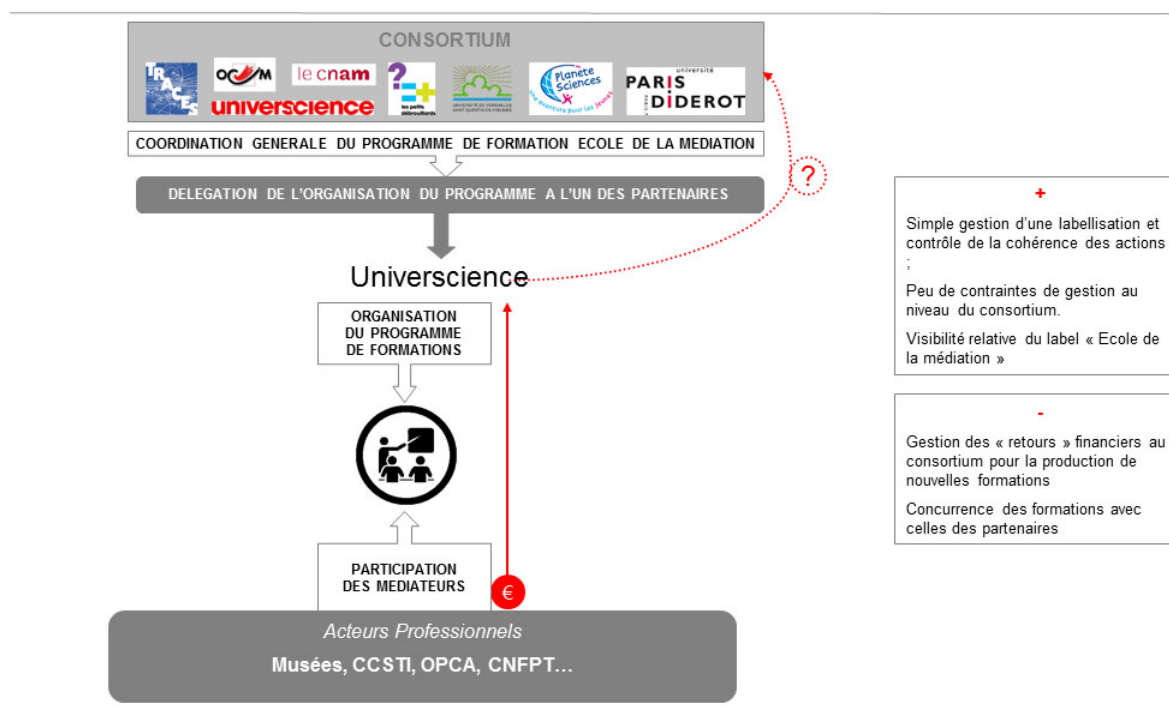 CONSORTIUM
TRACES
OCIM
le cnam
?
=+
les petits
débrouillards
UNIVERSITÉ DE VERSAILLES
SAINT-QUENTIN-EN-YVELINES
Planète
Sciences
une aventure pour les jeunes
université
PARIS
DIDEROT
PARIS 7
universcience
COORDINATION GENERALE DU PROGRAMME DE FORMATION ECOLE DE LA MEDIATION
?
DELEGATION DE L'ORGANISATION DU PROGRAMME A L'UN DES PARTENAIRES
Universcience
ORGANISATION
DU PROGRAMME
DE FORMATIONS
PARTICIPATION
DES MEDIATEURS
€
Acteurs Professionnels
Musées, CCSTI, OPCA, CNFPT…
+
Simple gestion d'une labellisation et
contrôle de la cohérence des actions
;
Peu de contraintes de gestion au
niveau du consortium.
Visibilité relative du label « Ecole de
la médiation »
-
Gestion des « retours » financiers au
consortium pour la production de
nouvelles formations
Concurrence des formations avec
celles des partenaires